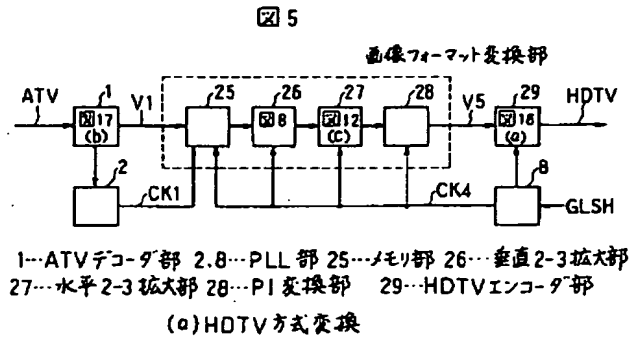 図5
画像フォーマット変換部
ATV
1
図17
(b)
V1
25
26
図8
27
図12
(c)
28
V5
29
図18
(a)
HDTV
2
CK1
CK4
8
GLSH
1…ATVデコーダ部 2.8…PLL部 25…メモリ部 26…垂直2-3拡大部
27…水平2-3拡大部 28…PI変換部 29…HDTVエンコーダ部
(a)HDTV方式変換